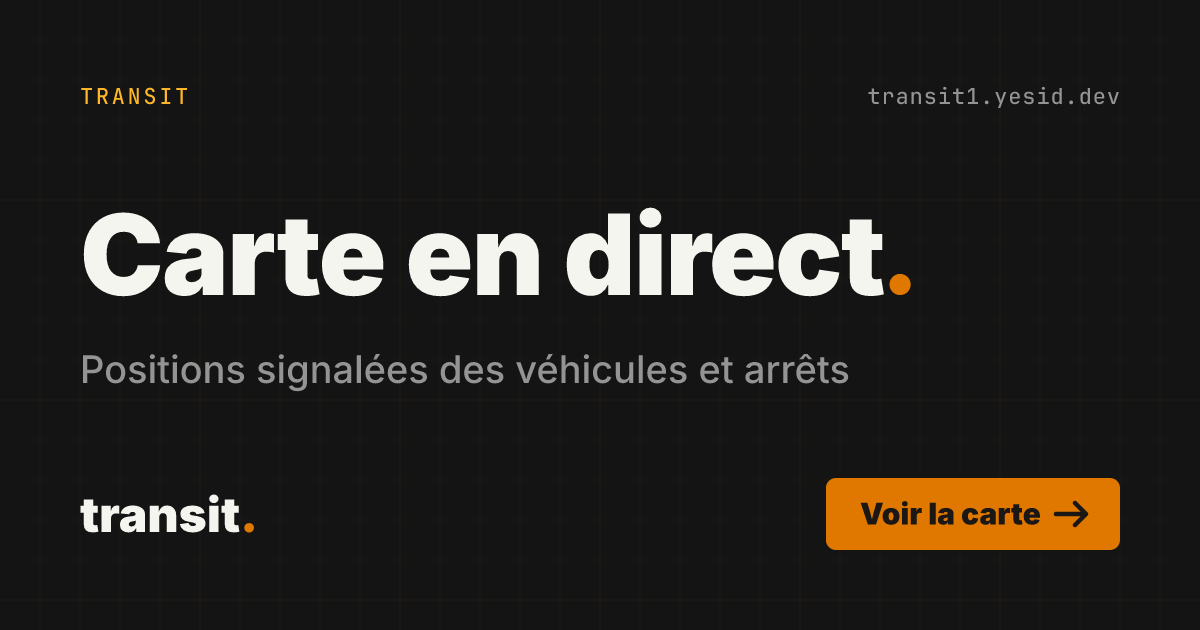 TRANSIT
transit1.yesid.dev
Carte en direct.
Positions signalées des véhicules et arrêts
transit.
Voir la carte →